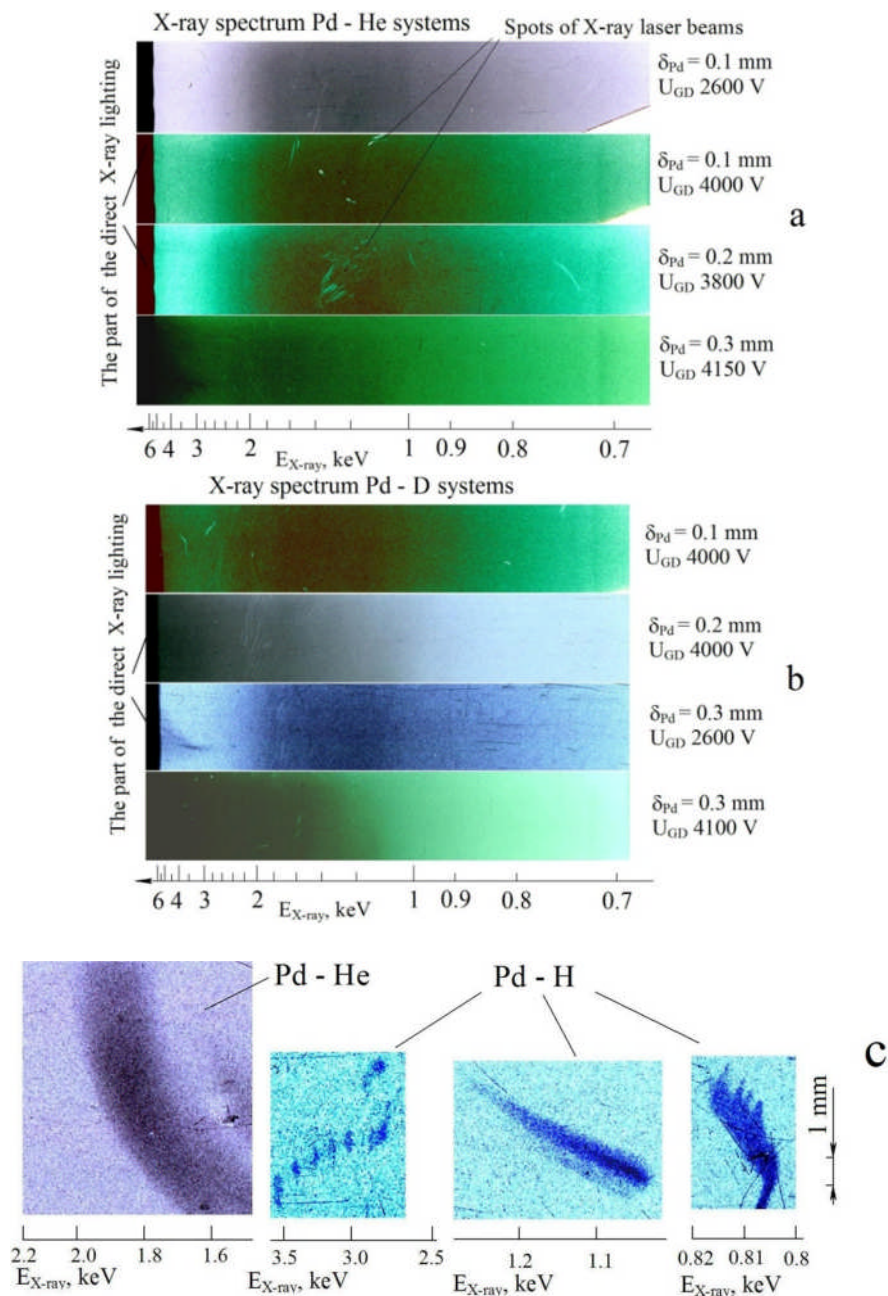 X-ray spectrum Pd - He systems
Spots of X-ray laser beams
The part of the direct X-ray lighting
δPd = 0.1 mm
UGD 2600 V
δPd = 0.1 mm
UGD 4000 V
δPd = 0.2 mm
UGD 3800 V
δPd = 0.3 mm
UGD 4150 V
a
6 4 3 2 1 0.9 0.8 0.7
EX-ray, keV
X-ray spectrum Pd - D systems
The part of the direct X-ray lighting
δPd = 0.1 mm
UGD 4000 V
δPd = 0.2 mm
UGD 4000 V
δPd = 0.3 mm
UGD 2600 V
δPd = 0.3 mm
UGD 4100 V
b
6 4 3 2 1 0.9 0.8 0.7
EX-ray, keV
Pd - He
Pd - H
c
1 mm
2.2 2.0 1.8 1.6
EX-ray, keV
3.5 3.0 2.5
EX-ray, keV
1.2 1.1
EX-ray, keV
0.82 0.81 0.8
EX-ray, keV